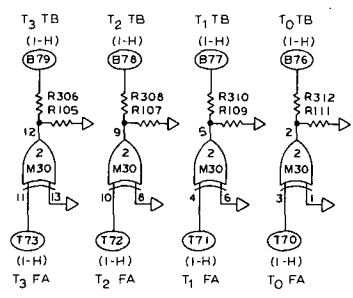 T3 TB T2 TB T1 TB T0 TB
(1-H) (1-H) (1-H) (1-H)
B79 B78 B77 B76
R306 R308 R310 R312
R105 R107 R109 R111
12 9 5 2
2 2 2 2
M30 M30 M30 M30
11 13 10 8 4 6 3 1
T73 T72 T71 T70
(1-H) (1-H) (1-H) (1-H)
T3 FA T2 FA T1 FA T0 FA